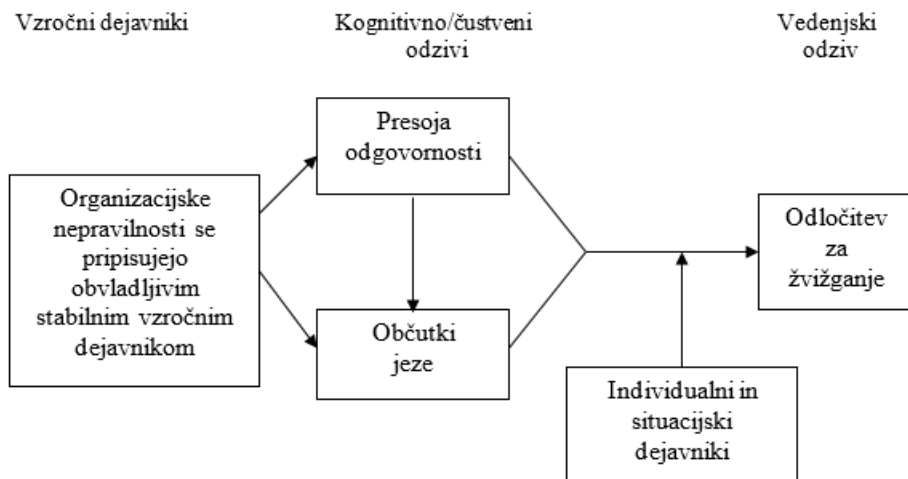 Vzročni dejavniki
Kognitivno/čustveni
odzivi
Vedenjski
odziv
Presoja
odgovornosti
Organizacijske
nepravilnosti se
pripisujejo
obvladljivim
stabilnim vzročnim
dejavnikom
Odločitev
za
žvižganje
Občutki
jeze
Individualni in
situacijski
dejavniki